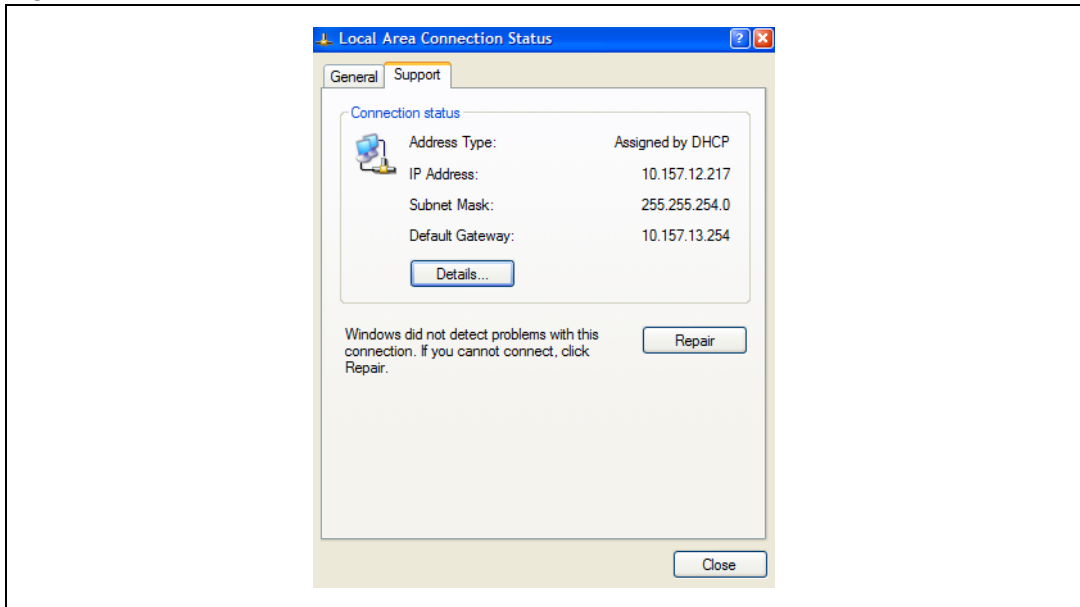 Local Area Connection Status
General Support
Connection status
Address Type: Assigned by DHCP
IP Address: 10.157.12.217
Subnet Mask: 255.255.254.0
Default Gateway: 10.157.13.254
Details...
Windows did not detect problems with this
connection. If you cannot connect, click
Repair.
Repair
Close